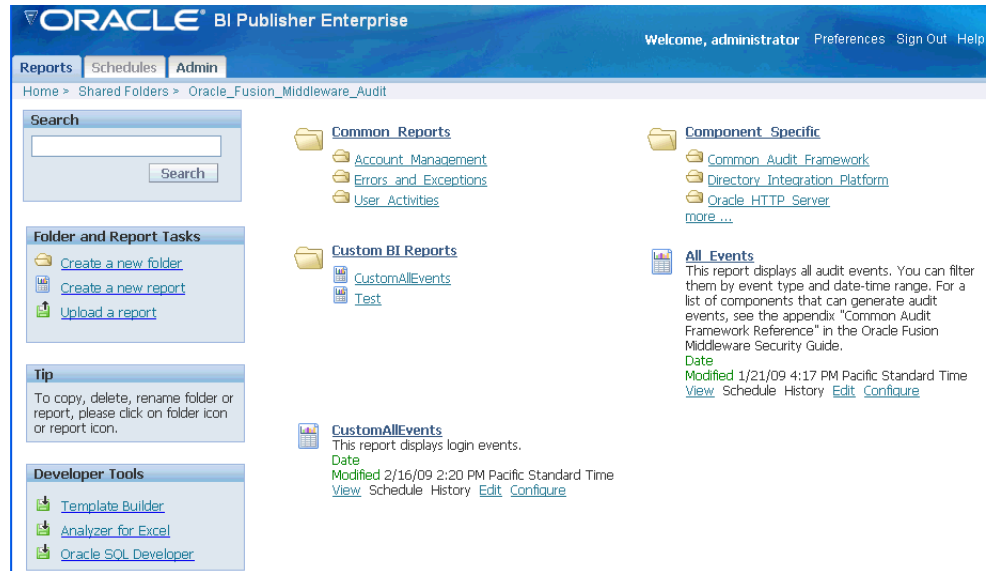 ORACLE® BI Publisher Enterprise
Welcome, administrator Preferences Sign Out Help
Reports Schedules Admin
Home > Shared Folders > Oracle_Fusion_Middleware_Audit
Search
Search
Folder and Report Tasks
Create a new folder
Create a new report
Upload a report
Tip
To copy, delete, rename folder or
report, please click on folder icon
or report icon.
Developer Tools
Template Builder
Analyzer for Excel
Oracle SQL Developer
Common_Reports
Account_Management
Errors_and_Exceptions
User_Activities
Component_Specific
Common_Audit_Framework
Directory_Integration_Platform
Oracle_HTTP_Server
more ...
Custom BI Reports
CustomAllEvents
Test
All_Events
This report displays all audit events. You can filter
them by event type and date-time range. For a
list of components that can generate audit
events, see the appendix "Common Audit
Framework Reference" in the Oracle Fusion
Middleware Security Guide.
Date
Modified 1/21/09 4:17 PM Pacific Standard Time
View Schedule History Edit Configure
CustomAllEvents
This report displays login events.
Date
Modified 2/16/09 2:20 PM Pacific Standard Time
View Schedule History Edit Configure